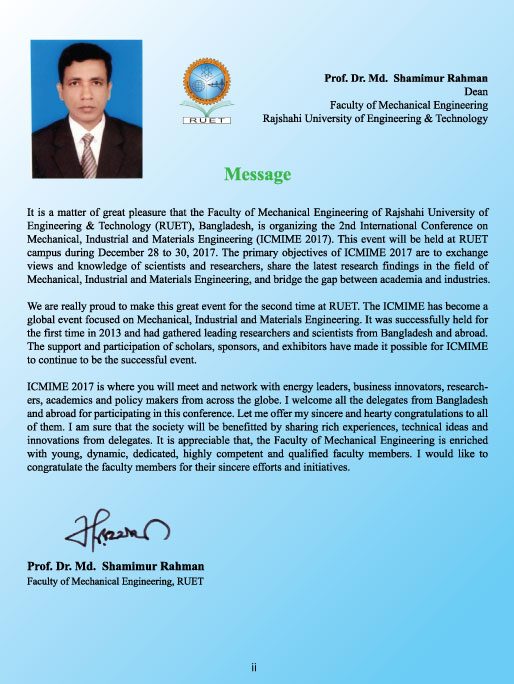 RUET
Prof. Dr. Md. Shamimur Rahman
Dean
Faculty of Mechanical Engineering
Rajshahi University of Engineering & Technology
Message
It is a matter of great pleasure that the Faculty of Mechanical Engineering of Rajshahi University of
Engineering & Technology (RUET), Bangladesh, is organizing the 2nd International Conference on
Mechanical, Industrial and Materials Engineering (ICMIME 2017). This event will be held at RUET
campus during December 28 to 30, 2017. The primary objectives of ICMIME 2017 are to exchange
views and knowledge of scientists and researchers, share the latest research findings in the field of
Mechanical, Industrial and Materials Engineering, and bridge the gap between academia and industries.
We are really proud to make this great event for the second time at RUET. The ICMIME has become a
global event focused on Mechanical, Industrial and Materials Engineering. It was successfully held for
the first time in 2013 and had gathered leading researchers and scientists from Bangladesh and abroad.
The support and participation of scholars, sponsors, and exhibitors have made it possible for ICMIME
to continue to be the successful event.
ICMIME 2017 is where you will meet and network with energy leaders, business innovators, research-
ers, academics and policy makers from across the globe. I welcome all the delegates from Bangladesh
and abroad for participating in this conference. Let me offer my sincere and hearty congratulations to all
of them. I am sure that the society will be benefitted by sharing rich experiences, technical ideas and
innovations from delegates. It is appreciable that, the Faculty of Mechanical Engineering is enriched
with young, dynamic, dedicated, highly competent and qualified faculty members. I would like to
congratulate the faculty members for their sincere efforts and initiatives.
Prof. Dr. Md. Shamimur Rahman
Faculty of Mechanical Engineering, RUET
ii